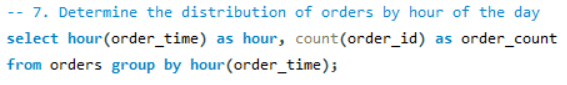 -- 7. Determine the distribution of orders by hour of the day
select hour(order_time) as hour, count(order_id) as order_count
from orders group by hour(order_time);